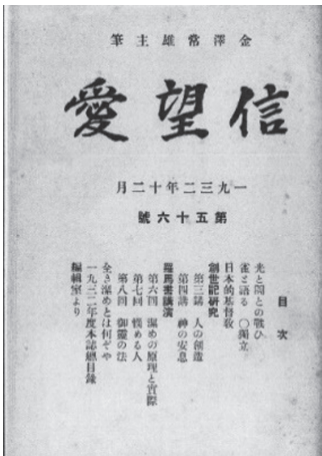 金澤常雄主筆
信望愛
一九三二年十二月
第五十六號
目次
光と闇との戰ひ
雀と語る 〇獨立
日本的基督敎
創世記硏究
第三講 人の創造
第四講 神の安息
羅馬書講演
第六回 潔めの原理と實際
第七回 惱める人
第八回 御靈の法
全き潔めとは何ぞや
一九三二年度本誌總目錄
編輯室より